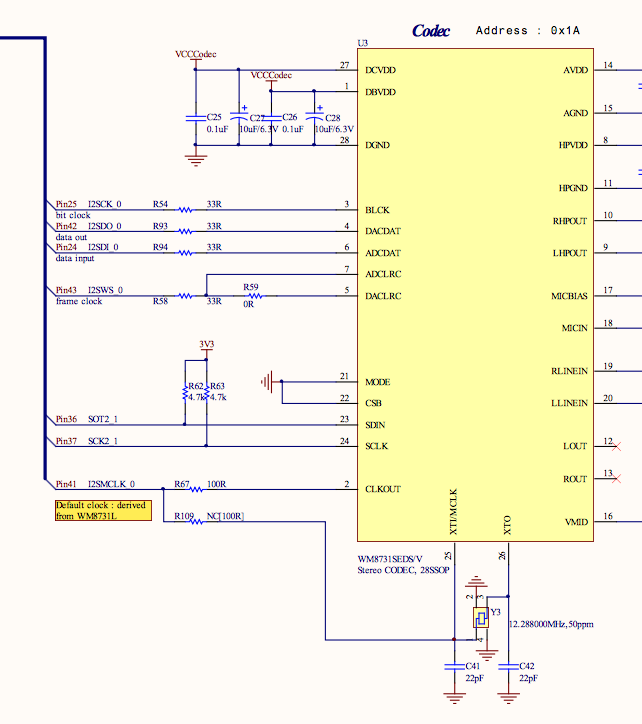 Codec Address : 0x1A
U3
VCCCodec
VCCCodec
C25
0.1uF
C27
10uF/6.3V
C26
0.1uF
C28
10uF/6.3V
27 DCVDD
1 DBVDD
28 DGND
Pin25 I2SCK_0 R54 33R 3 BLCK
bit clock
Pin42 I2SDO_0 R93 33R 4 DACDAT
data out
Pin24 I2SDI_0 R94 33R 6 ADCDAT
data input
7 ADCLRC
Pin43 I2SWS_0 R58 33R R59 0R 5 DACLRC
frame clock
3V3
R62
4.7k
R63
4.7k
21 MODE
22 CSB
Pin36 SOT2_1 23 SDIN
Pin37 SCK2_1 24 SCLK
Pin41 I2SMCLK_0 R67 100R 2 CLKOUT
Default clock : derived
from WM8731L
R109 NC[100R]
AVDD 14
AGND 15
HPVDD 8
HPGND 11
RHPOUT 10
LHPOUT 9
MICBIAS 17
MICIN 18
RLINEIN 19
LLINEIN 20
LOUT 12
ROUT 13
VMID 16
XTI/MCLK 25
XTO 26
WM8731SEDS/V
Stereo CODEC, 28SSOP
2 3
Y3
1 4
12.288000MHz,50ppm
C41
22pF
C42
22pF